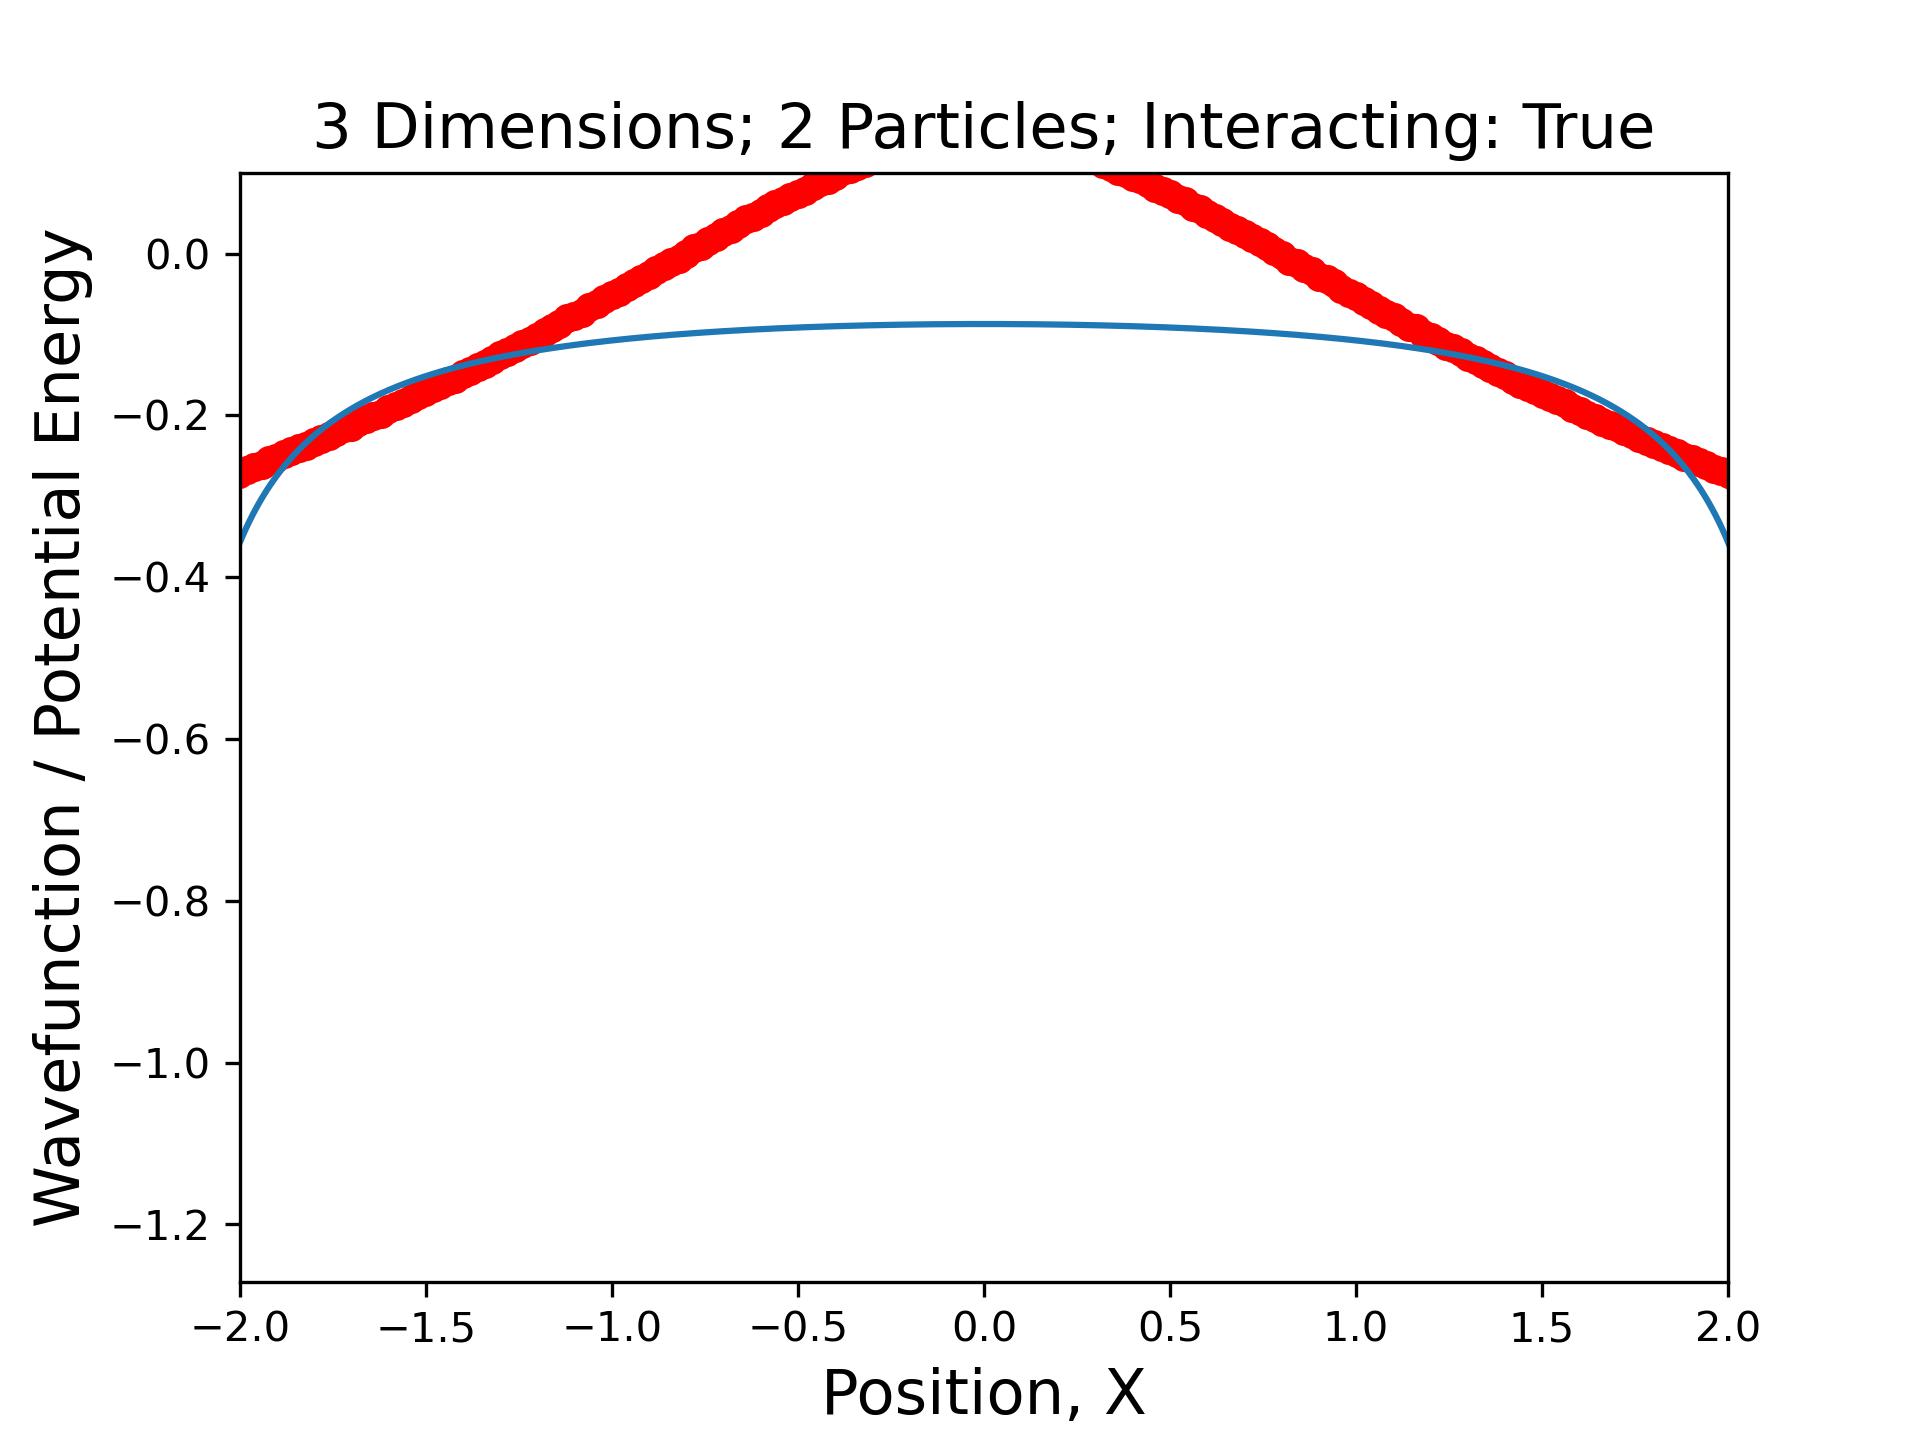 3 Dimensions; 2 Particles; Interacting: True
Wavefunction / Potential Energy
0.0
−0.2
−0.4
−0.6
−0.8
−1.0
−1.2
−2.0 −1.5 −1.0 −0.5 0.0 0.5 1.0 1.5 2.0
Position, X